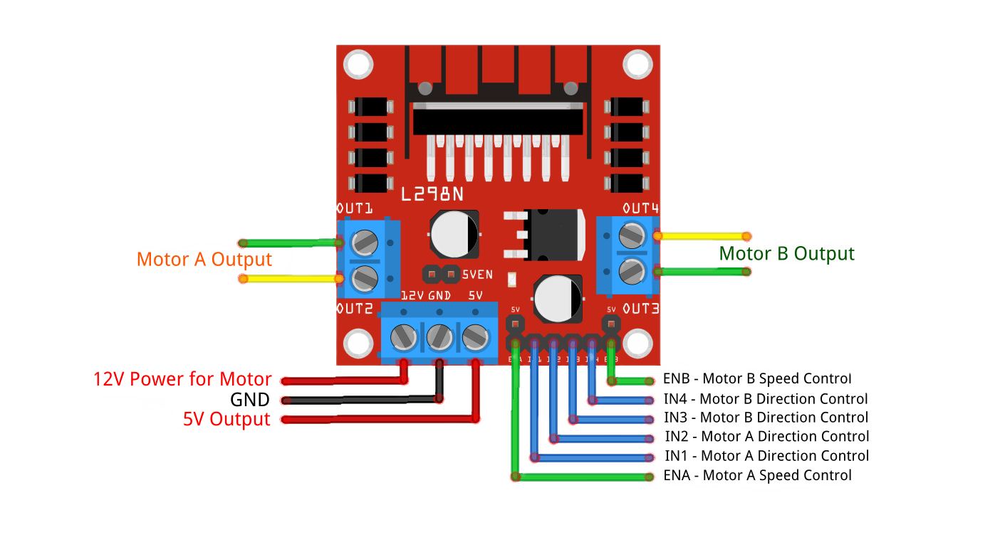 L298N
OUT1
OUT4
Motor A Output
Motor B Output
5VEN
12V GND 5V
OUT2
5V
5V
OUT3
12V Power for Motor
GND
5V Output
ENB - Motor B Speed Control
IN4 - Motor B Direction Control
IN3 - Motor B Direction Control
IN2 - Motor A Direction Control
IN1 - Motor A Direction Control
ENA - Motor A Speed Control